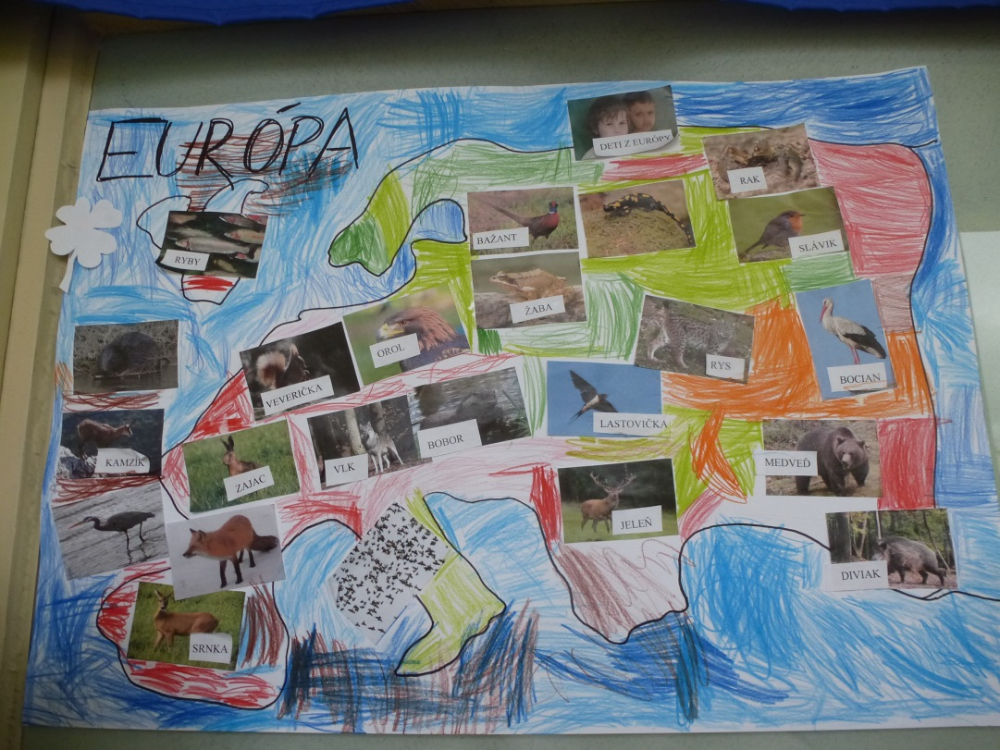 EURÓPA
DETI Z EURÓPY
RAK
BAŽANT
SLÁVIK
RYBY
ŽABA
OROL
RYS
BOCIAN
VEVERIČKA
LASTOVIČKA
BOBOR
VLK
KAMZÍK
ZAJAC
MEDVEĎ
JELEŇ
DIVIAK
SRNKA